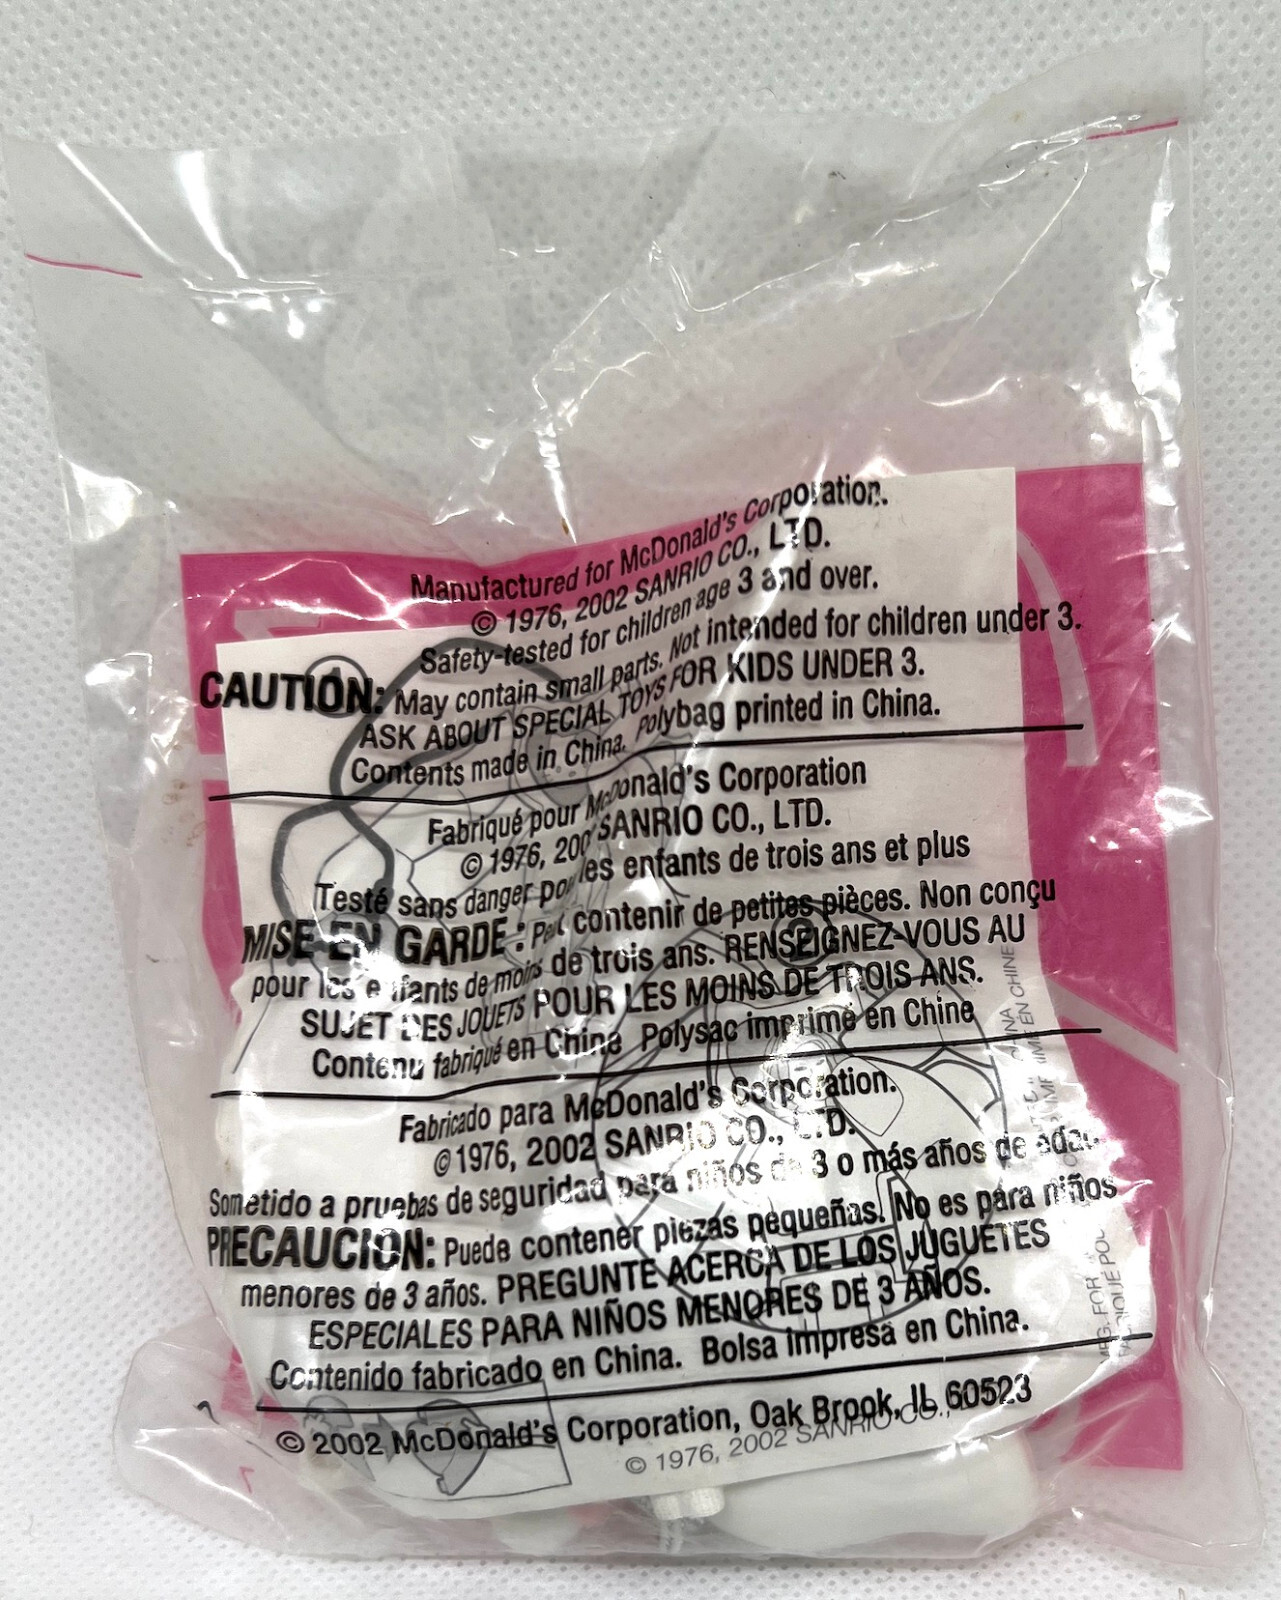 Manufactured for McDonald's Corporation.
© 1976, 2002 SANRIO CO., LTD.
Safety-tested for children age 3 and over.
CAUTION: May contain small parts. Not intended for children under 3.
ASK ABOUT SPECIAL TOYS FOR KIDS UNDER 3.
Contents made in China. Polybag printed in China.
Fabriqué pour McDonald's Corporation
© 1976, 200 SANRIO CO., LTD.
Testé sans danger pour les enfants de trois ans et plus
MISE EN GARDE : Peut contenir de petites pièces. Non conçu
pour les enfants de moins de trois ans. RENSEIGNEZ-VOUS AU
SUJET DES JOUETS POUR LES MOINS DE TROIS ANS.
Contenu fabriqué en Chine Polysac imprimé en Chine
Fabricado para McDonald's Corporation.
© 1976, 2002 SANRIO CO., LTD.
Sometido a pruebas de seguridad para niños de 3 o más años de edad.
PRECAUCION: Puede contener piezas pequeñas. No es para niños
menores de 3 años. PREGUNTE ACERCA DE LOS JUGUETES
ESPECIALES PARA NIÑOS MENORES DE 3 AÑOS.
Contenido fabricado en China. Bolsa impresa en China.
© 2002 McDonald's Corporation, Oak Brook, IL 60523
© 1976, 2002 SANRIO CO.,
EN CHINE
FOR